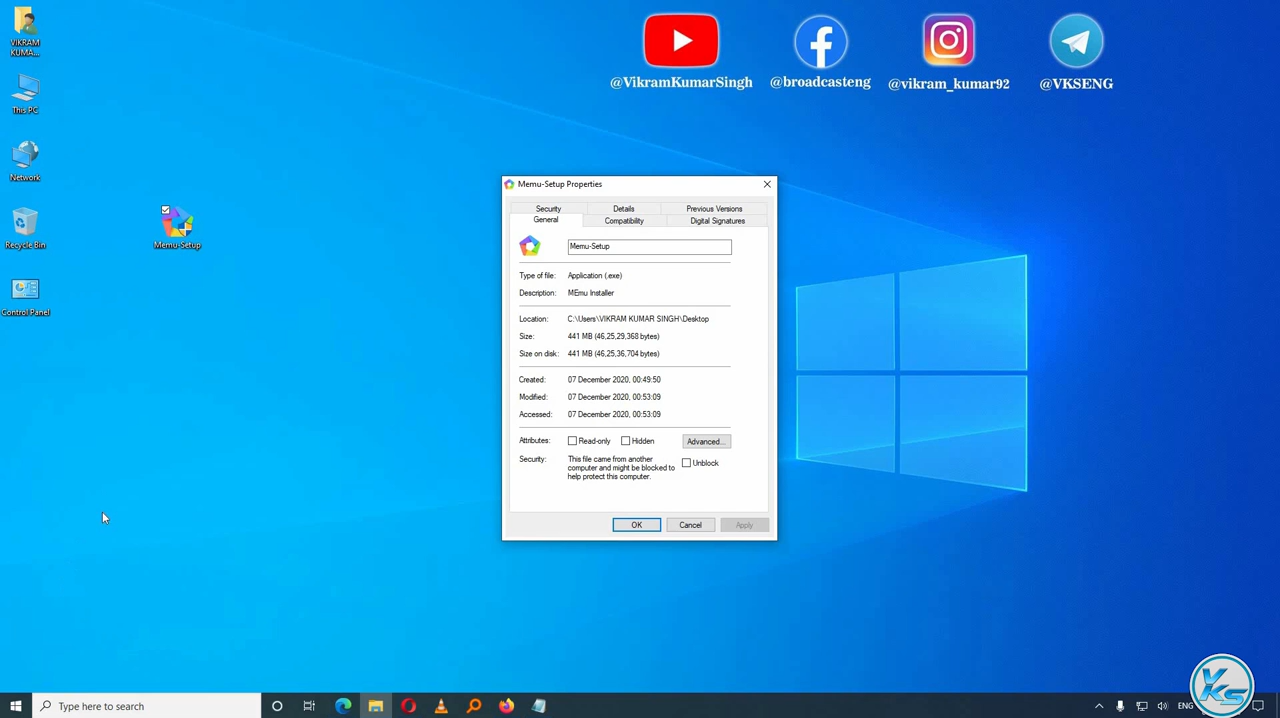 VIKRAM
KUMA...
This PC
Network
Recycle Bin
Control Panel
Memu-Setup
@VikramKumarSingh
@broadcasteng
@vikram_kumar92
@VKSENG
Memu-Setup Properties
Security
Details
Previous Versions
General
Compatibility
Digital Signatures
Memu-Setup
Type of file: Application (.exe)
Description: MEmu Installer
Location: C:\Users\VIKRAM KUMAR SINGH\Desktop
Size: 441 MB (46,25,29,368 bytes)
Size on disk: 441 MB (46,25,36,704 bytes)
Created: 07 December 2020, 00:49:50
Modified: 07 December 2020, 00:53:09
Accessed: 07 December 2020, 00:53:09
Attributes: Read-only Hidden Advanced...
Security: This file came from another
computer and might be blocked to
help protect this computer.
Unblock
OK Cancel Apply
Type here to search
ENG
VKS